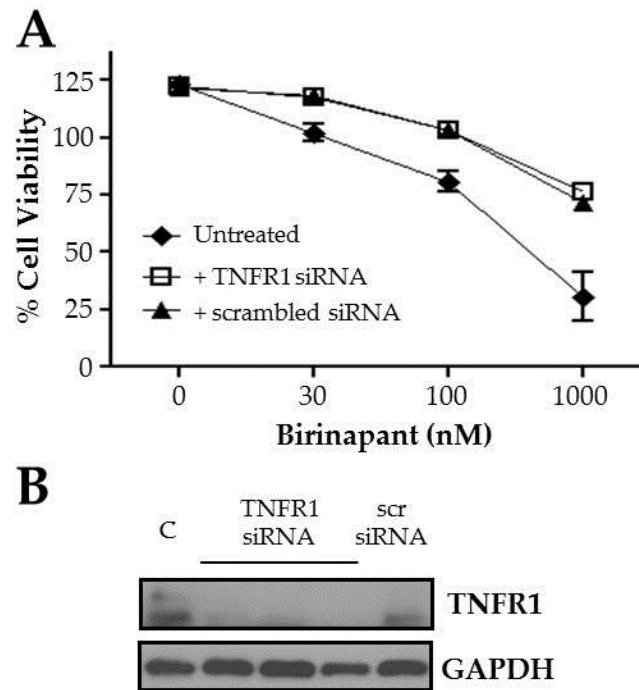 A
% Cell Viability
125
100
75
50
25
0
Untreated
+ TNFR1 siRNA
+ scrambled siRNA
0 30 100 1000
Birinapant (nM)
B
C
TNFR1
siRNA
scr
siRNA
TNFR1
GAPDH